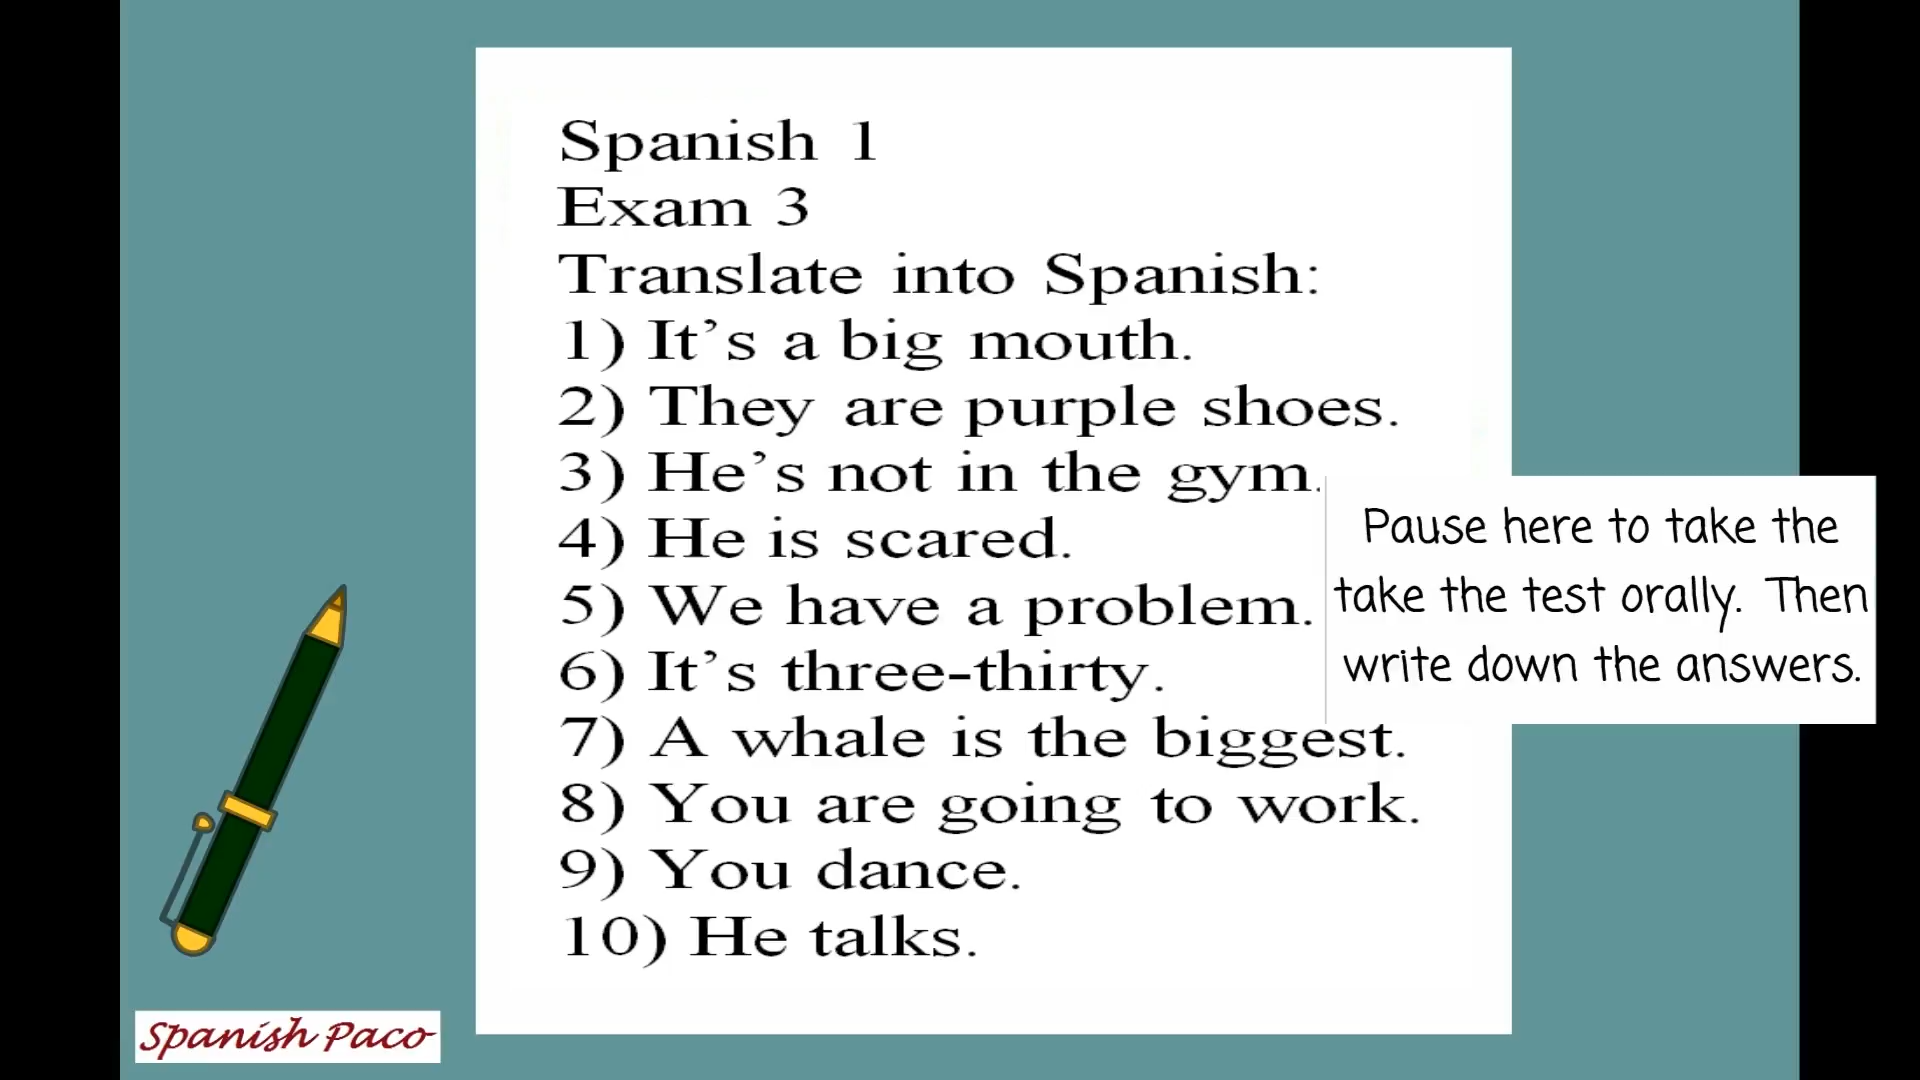 Spanish 1
Exam 3
Translate into Spanish:
1) It’s a big mouth.
2) They are purple shoes.
3) He’s not in the gym.
4) He is scared.
5) We have a problem.
6) It’s three-thirty.
7) A whale is the biggest.
8) You are going to work.
9) You dance.
10) He talks.
Pause here to take the
take the test orally. Then
write down the answers.
Spanish Paco